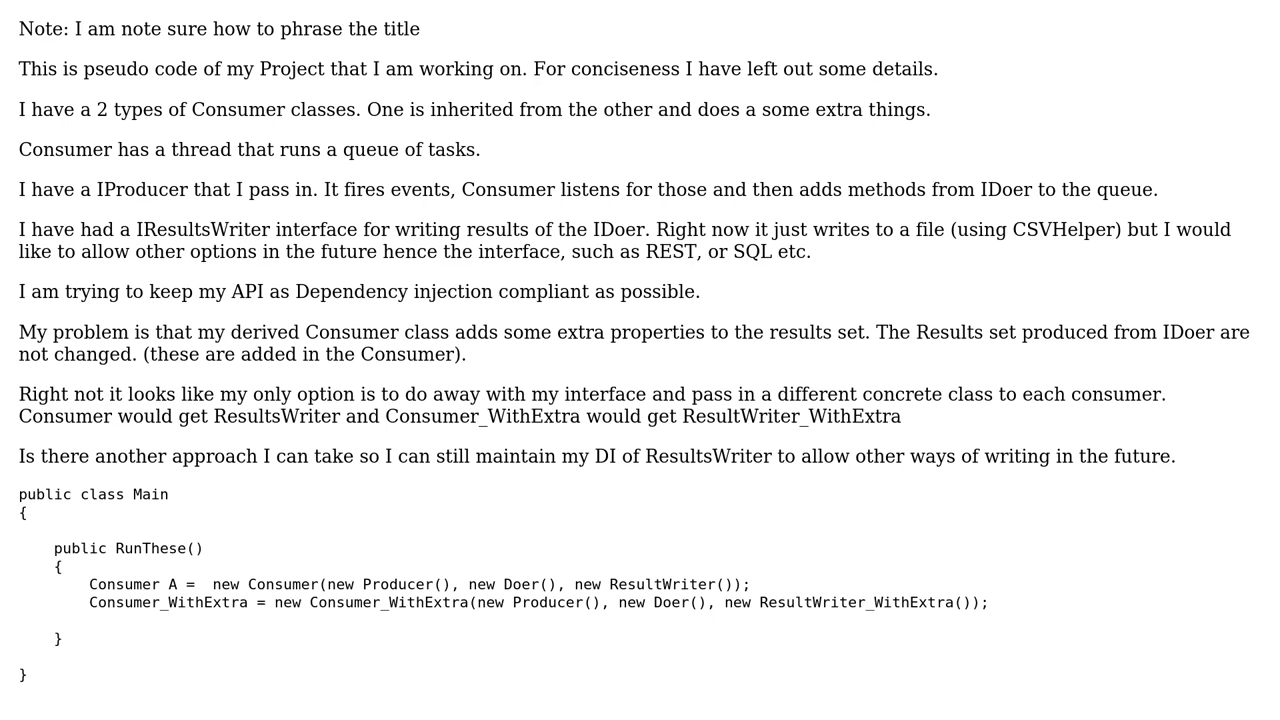 Note: I am note sure how to phrase the title
This is pseudo code of my Project that I am working on. For conciseness I have left out some details.
I have a 2 types of Consumer classes. One is inherited from the other and does a some extra things.
Consumer has a thread that runs a queue of tasks.
I have a IProducer that I pass in. It fires events, Consumer listens for those and then adds methods from IDoer to the queue.
I have had a IResultsWriter interface for writing results of the IDoer. Right now it just writes to a file (using CSVHelper) but I would
like to allow other options in the future hence the interface, such as REST, or SQL etc.
I am trying to keep my API as Dependency injection compliant as possible.
My problem is that my derived Consumer class adds some extra properties to the results set. The Results set produced from IDoer are
not changed. (these are added in the Consumer).
Right not it looks like my only option is to do away with my interface and pass in a different concrete class to each consumer.
Consumer would get ResultsWriter and Consumer_WithExtra would get ResultWriter_WithExtra
Is there another approach I can take so I can still maintain my DI of ResultsWriter to allow other ways of writing in the future.
public class Main
{
    public RunThese()
    {
        Consumer A =  new Consumer(new Producer(), new Doer(), new ResultWriter());
        Consumer_WithExtra = new Consumer_WithExtra(new Producer(), new Doer(), new ResultWriter_WithExtra());
    }
}